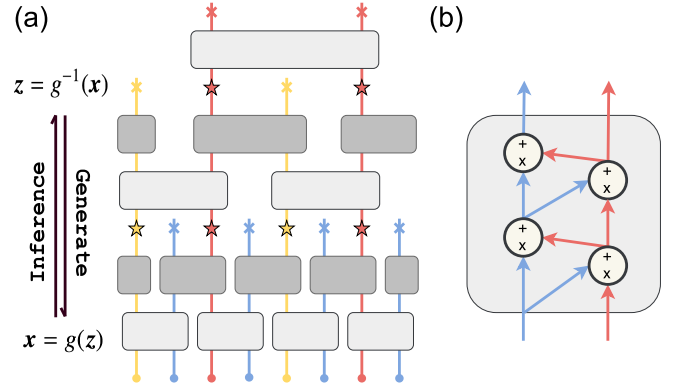 (a)
(b)
z = g⁻¹(x)
Inference
Generate
x = g(z)
+
x
+
x
+
x
+
x